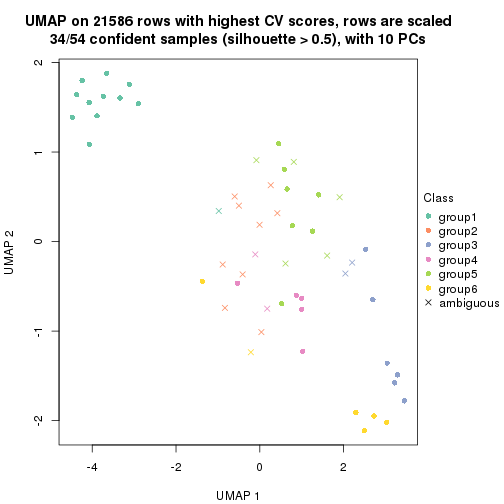 UMAP on 21586 rows with highest CV scores, rows are scaled
34/54 confident samples (silhouette > 0.5), with 10 PCs
2
1
0
-1
-2
UMAP 2
-4
-2
0
2
UMAP 1
Class
group1
group2
group3
group4
group5
group6
ambiguous